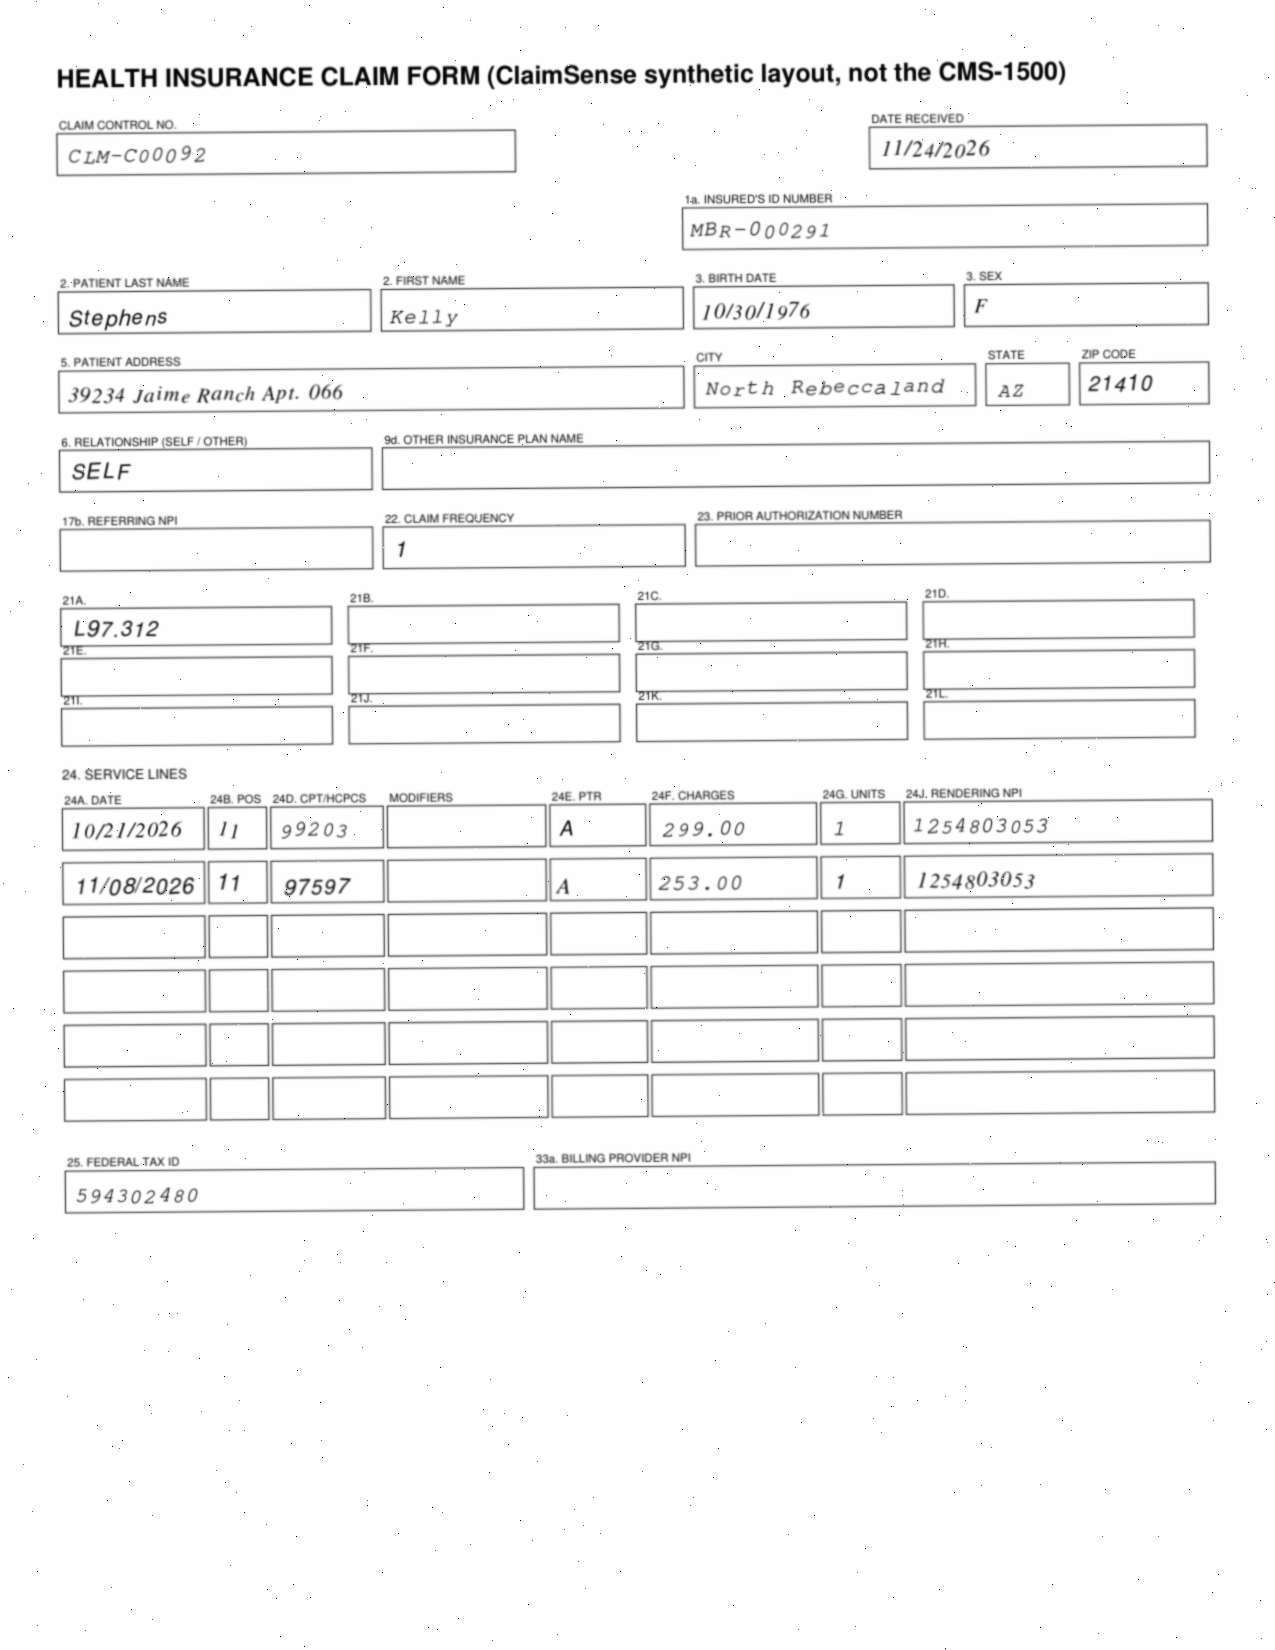 HEALTH INSURANCE CLAIM FORM (ClaimSense synthetic layout, not the CMS-1500)
CLAIM CONTROL NO. DATE RECEIVED
CLM-C00092 11/24/2026
1a. INSURED'S ID NUMBER
MBR-000291
2. PATIENT LAST NAME 2. FIRST NAME 3. BIRTH DATE 3. SEX
Stephens Kelly 10/30/1976 F
5. PATIENT ADDRESS CITY STATE ZIP CODE
39234 Jaime Ranch Apt. 066 North Rebeccaland AZ 21410
6. RELATIONSHIP (SELF / OTHER) 9d. OTHER INSURANCE PLAN NAME
SELF
17b. REFERRING NPI 22. CLAIM FREQUENCY 23. PRIOR AUTHORIZATION NUMBER
1
21A. 21B. 21C. 21D.
L97.312
21E. 21F. 21G. 21H.
21I. 21J. 21K. 21L.
24. SERVICE LINES
24A. DATE 24B. POS 24D. CPT/HCPCS MODIFIERS 24E. PTR 24F. CHARGES 24G. UNITS 24J. RENDERING NPI
10/21/2026 11 99203 A 299.00 1 1254803053
11/08/2026 11 97597 A 253.00 1 1254803053
25. FEDERAL TAX ID 33a. BILLING PROVIDER NPI
594302480